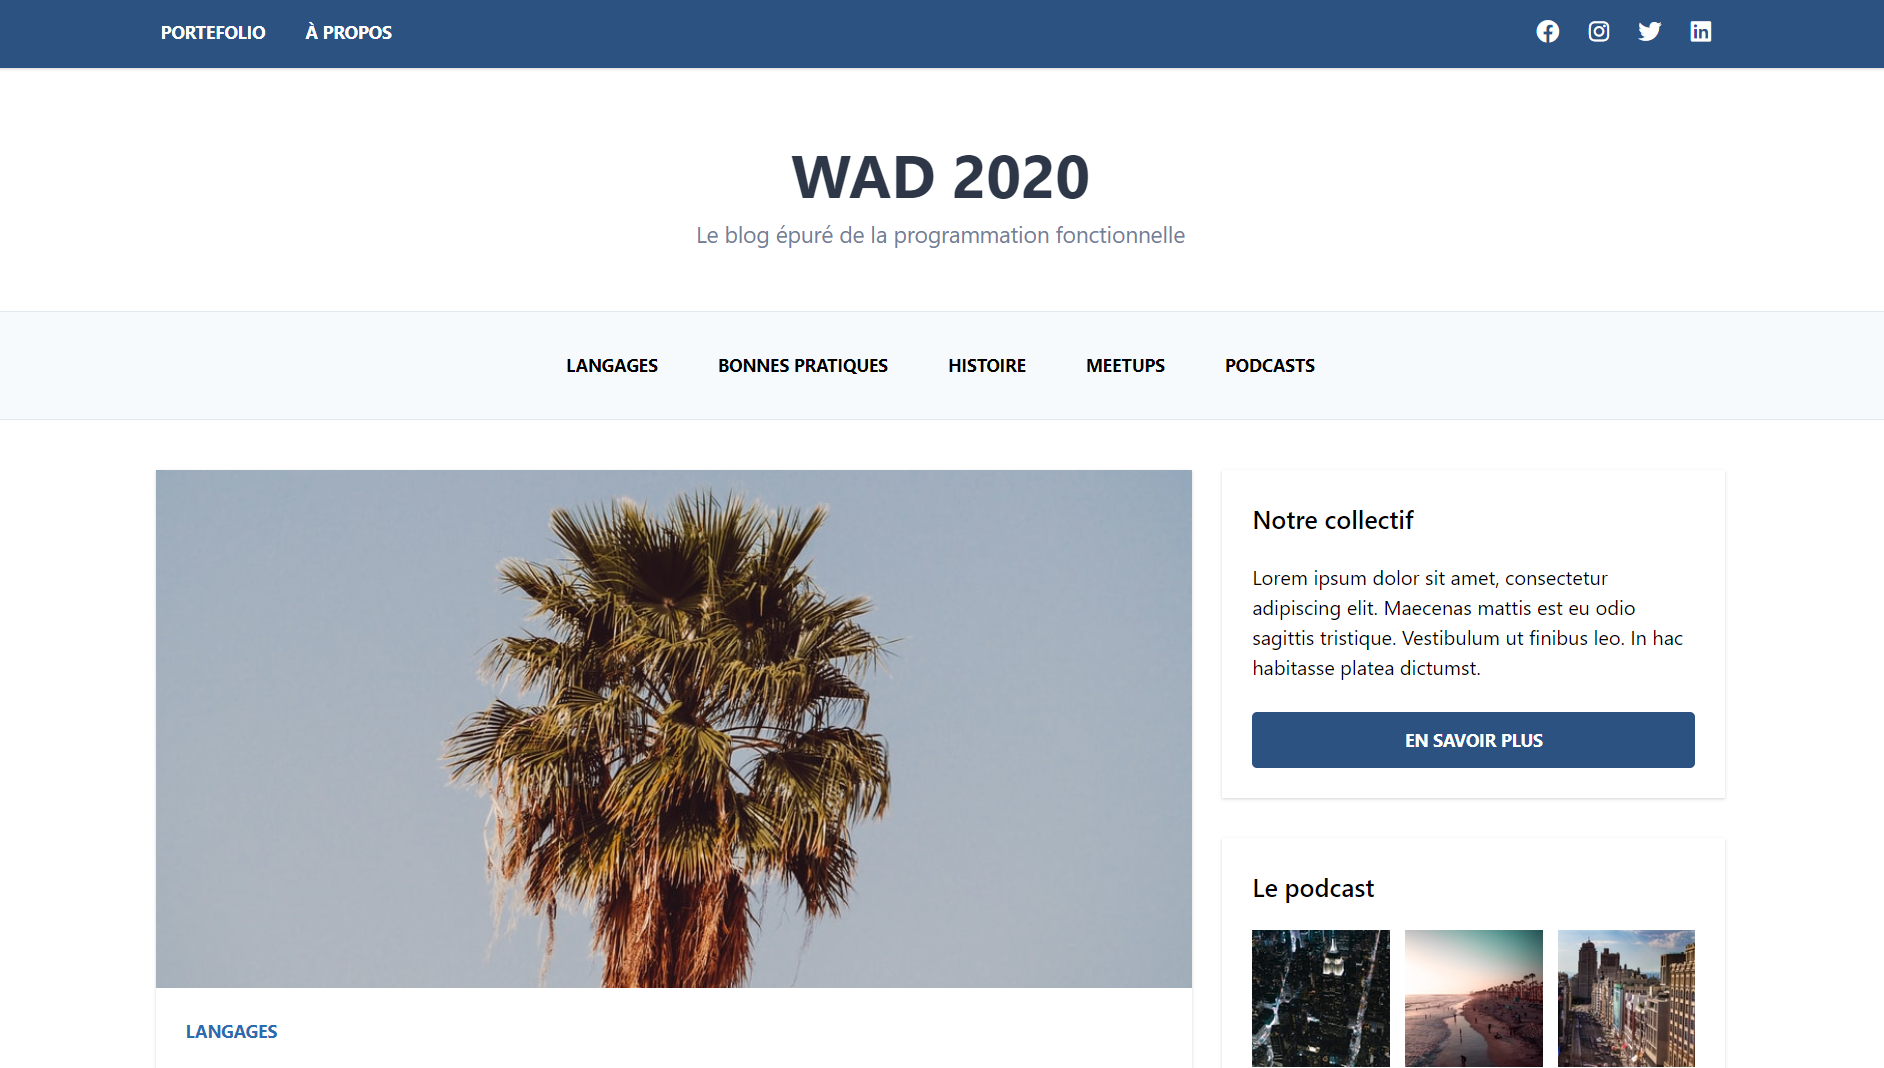 PORTEFOLIO
À PROPOS
WAD 2020
Le blog épuré de la programmation fonctionnelle
LANGAGES
BONNES PRATIQUES
HISTOIRE
MEETUPS
PODCASTS
LANGAGES
Notre collectif
Lorem ipsum dolor sit amet, consectetur
adipiscing elit. Maecenas mattis est eu odio
sagittis tristique. Vestibulum ut finibus leo. In hac
habitasse platea dictumst.
EN SAVOIR PLUS
Le podcast